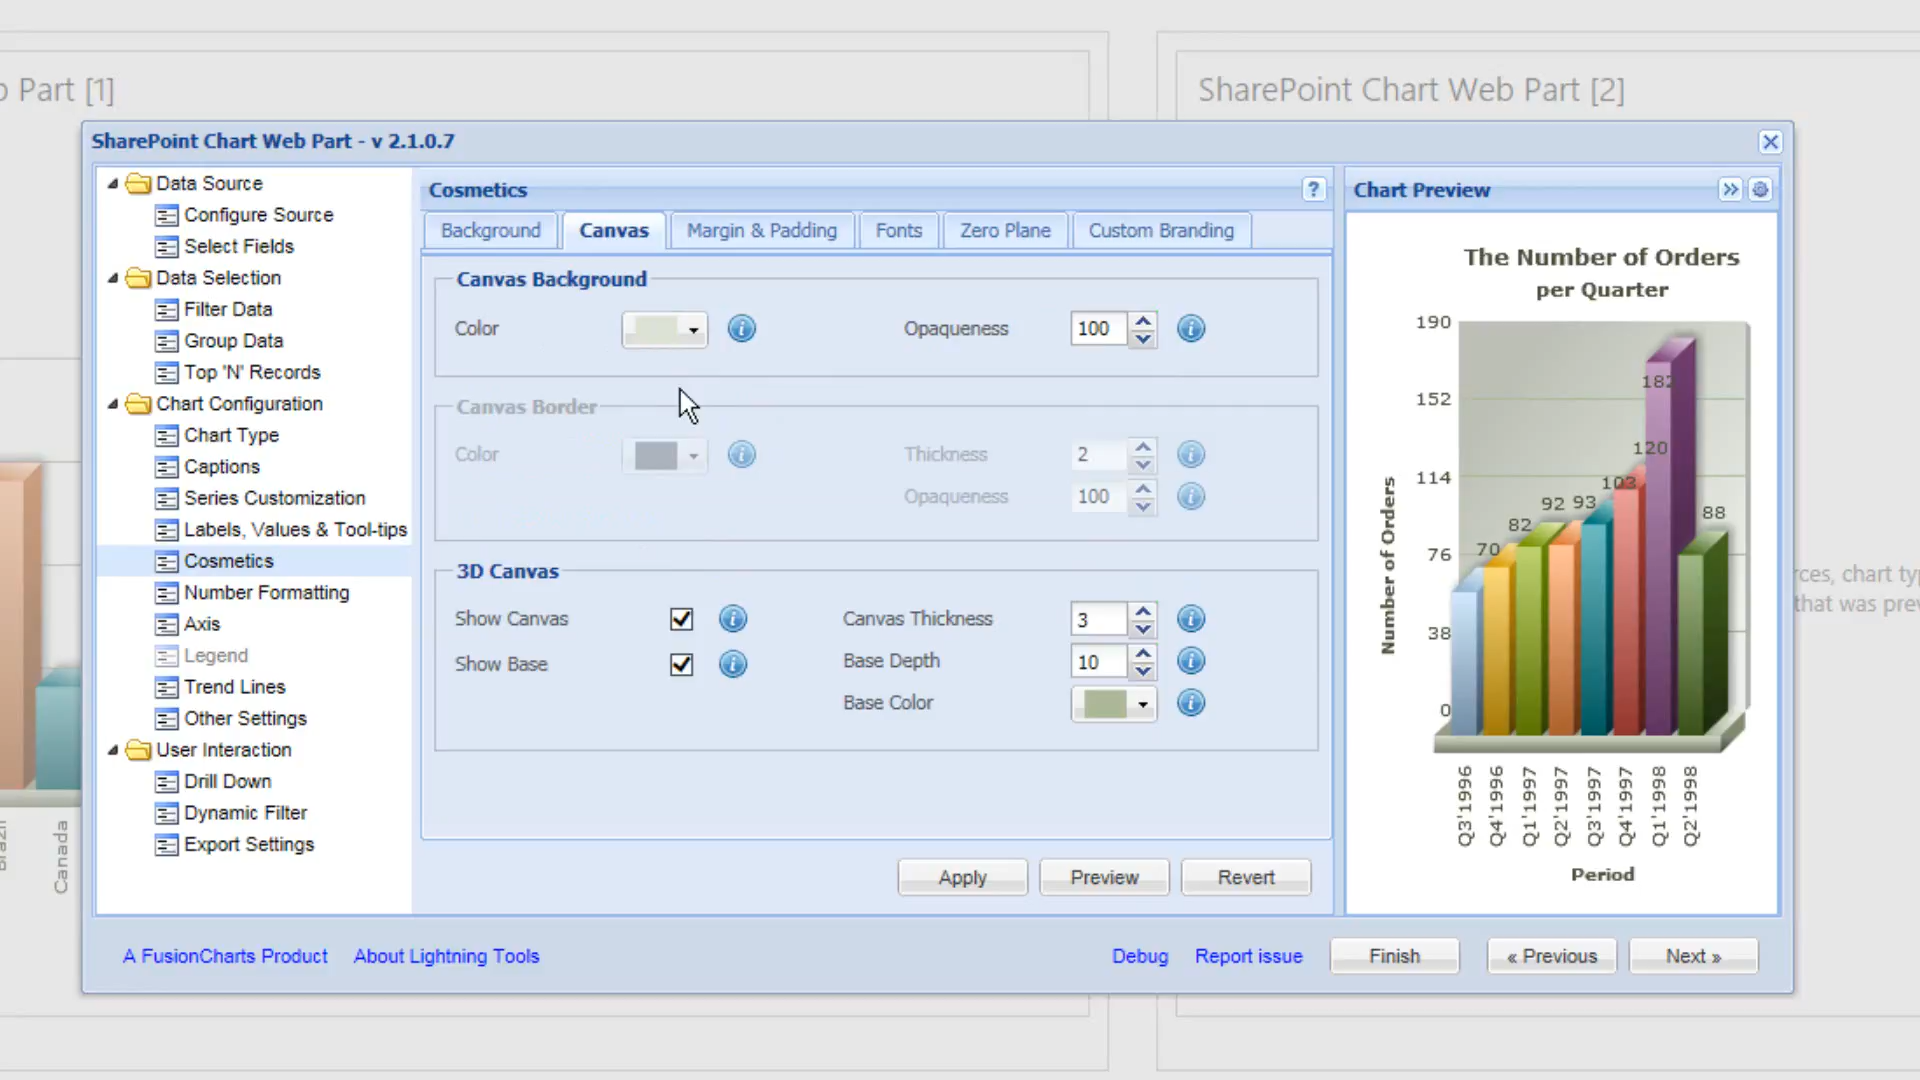 Part [1]
SharePoint Chart Web Part [2]
SharePoint Chart Web Part - v 2.1.0.7
Data Source
Configure Source
Select Fields
Data Selection
Filter Data
Group Data
Top 'N' Records
Chart Configuration
Chart Type
Captions
Series Customization
Labels, Values & Tool-tips
Cosmetics
Number Formatting
Axis
Legend
Trend Lines
Other Settings
User Interaction
Drill Down
Dynamic Filter
Export Settings
Cosmetics
?
Background Canvas Margin & Padding Fonts Zero Plane Custom Branding
Canvas Background
Color
Opaqueness 100
Canvas Border
Color
Thickness 2
Opaqueness 100
3D Canvas
Show Canvas
Canvas Thickness 3
Show Base
Base Depth 10
Base Color
Apply Preview Revert
Chart Preview
The Number of Orders
per Quarter
190
152
114
76
38
0
Number of Orders
70
82
92
93
103
120
182
88
Q3'1996
Q4'1996
Q1'1997
Q2'1997
Q3'1997
Q4'1997
Q1'1998
Q2'1998
Period
A FusionCharts Product About Lightning Tools
Debug Report issue Finish « Previous Next »
Canada
chart
that was